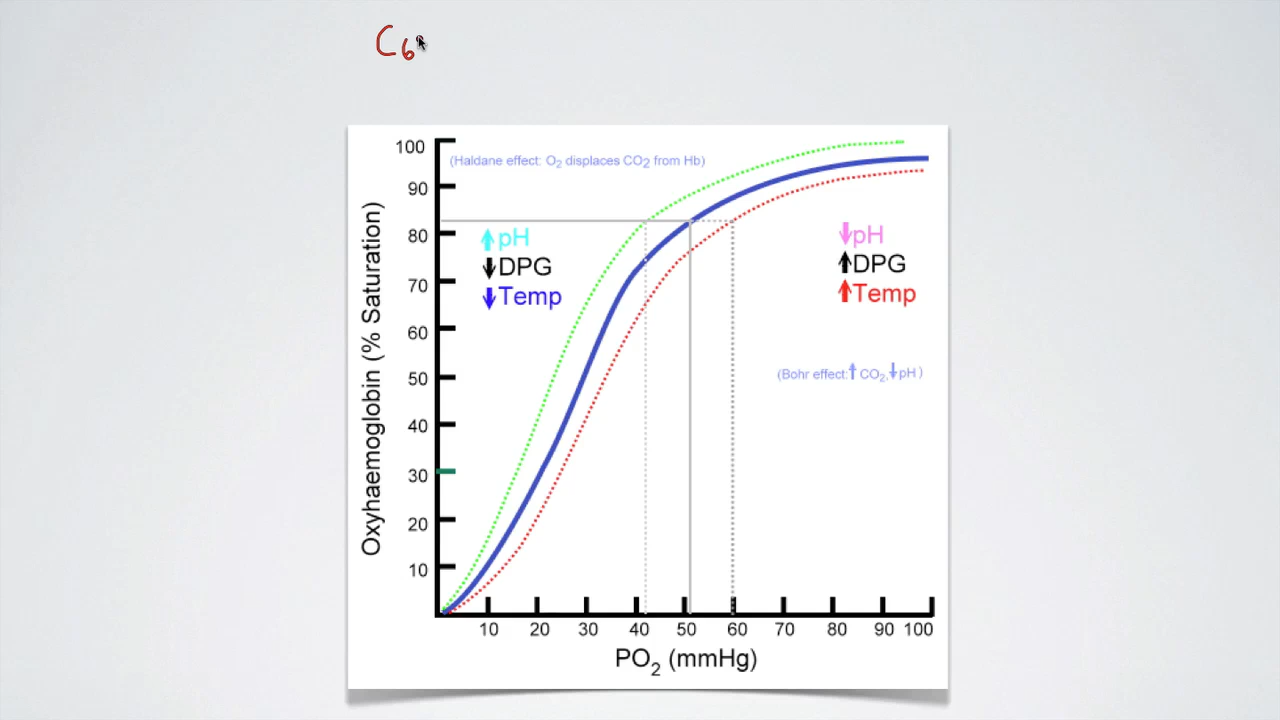 C6
100
(Haldane effect: O2 displaces CO2 from Hb)
90
80
↑pH
↓DPG
↓Temp
↓pH
↑DPG
↑Temp
70
60
50
(Bohr effect:↑ CO2,↓pH )
40
30
20
10
Oxyhaemoglobin (% Saturation)
10 20 30 40 50 60 70 80 90 100
PO2 (mmHg)